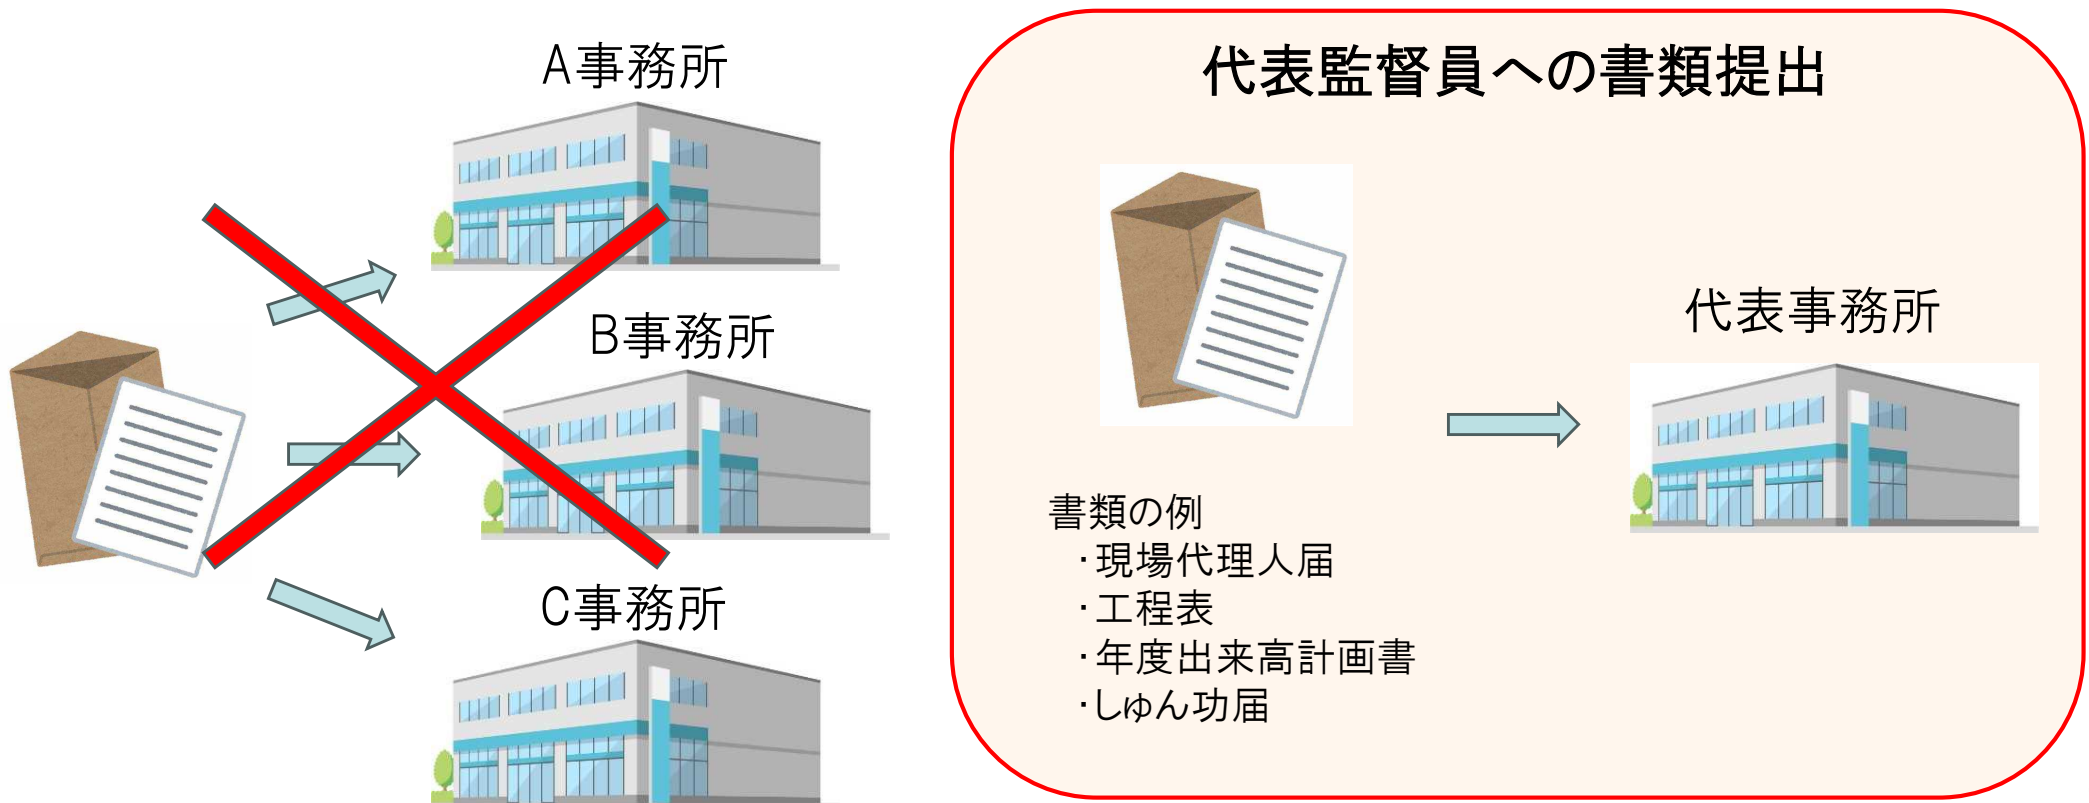 A事務所
B事務所
C事務所
代表監督員への書類提出
代表事務所
書類の例
・現場代理人届
・工程表
・年度出来高計画書
・しゅん功届